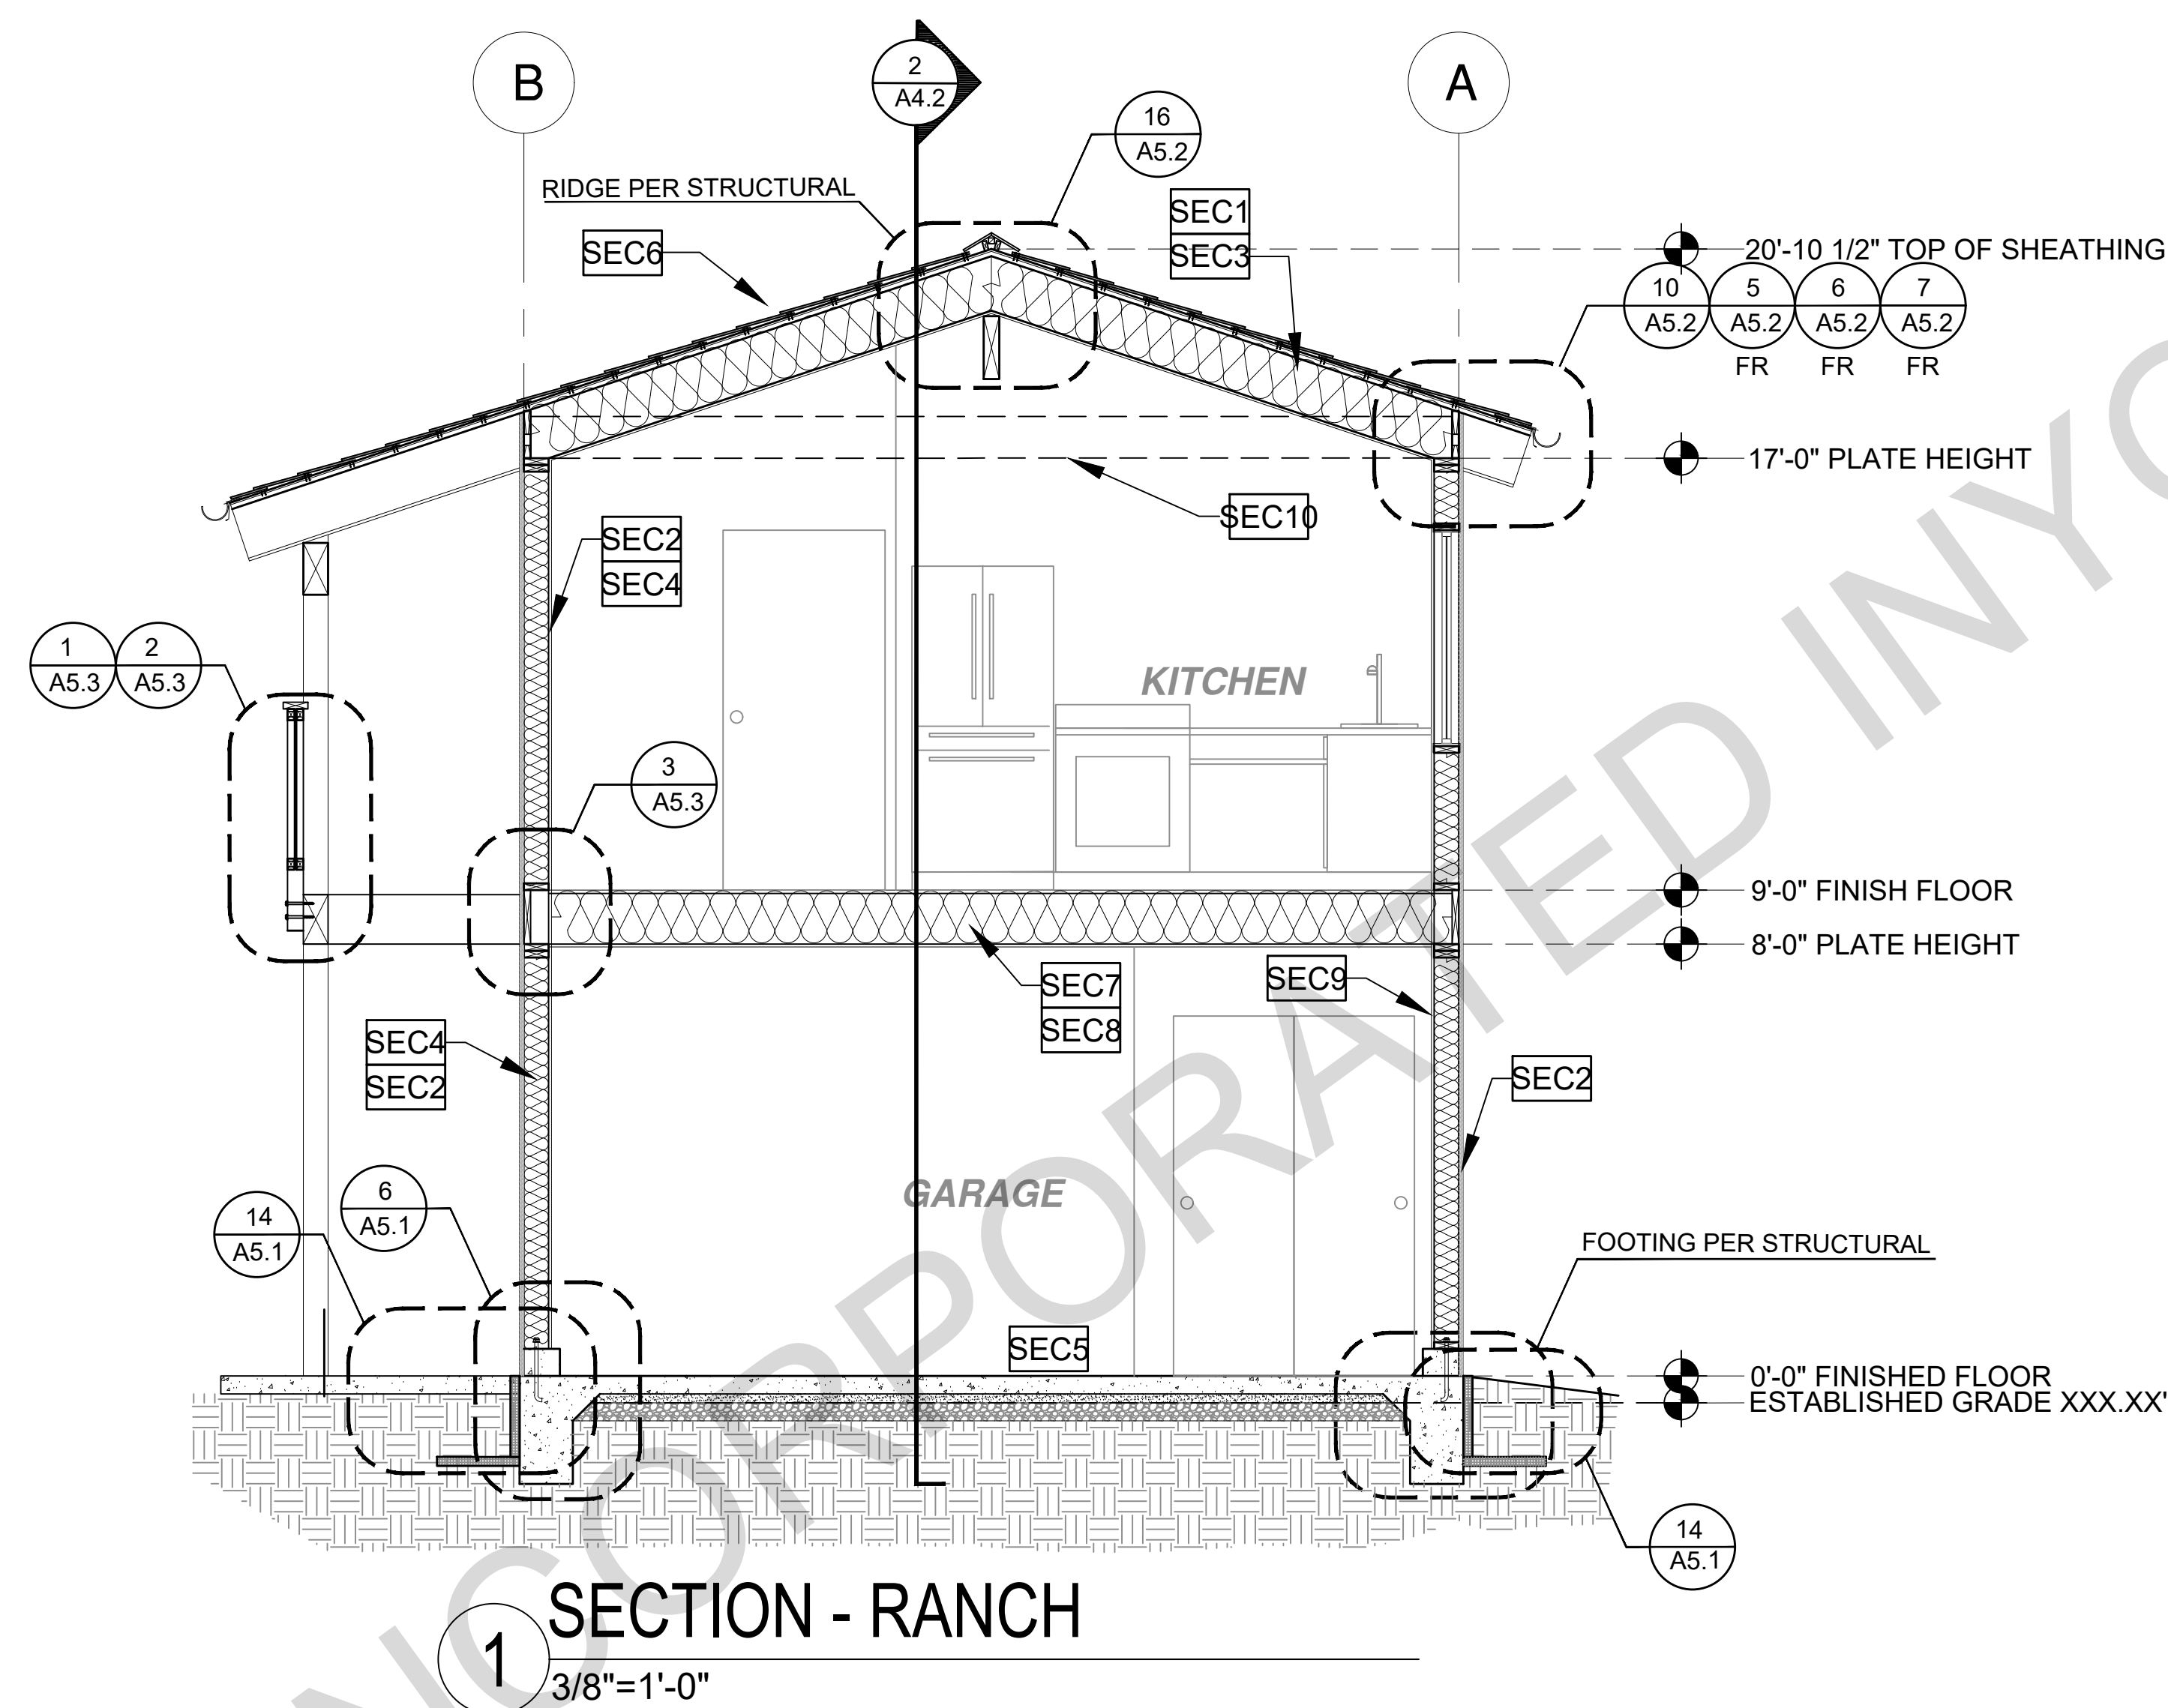 B
2
A4.2
A
16
A5.2
RIDGE PER STRUCTURAL
SEC1
SEC3
SEC6
20'-10 1/2" TOP OF SHEATHING
10
A5.2
5
A5.2
FR
6
A5.2
FR
7
A5.2
FR
17'-0" PLATE HEIGHT
SEC10
SEC2
SEC4
1
A5.3
2
A5.3
KITCHEN
3
A5.3
9'-0" FINISH FLOOR
8'-0" PLATE HEIGHT
SEC7
SEC8
SEC9
SEC4
SEC2
SEC2
GARAGE
6
A5.1
14
A5.1
FOOTING PER STRUCTURAL
SEC5
0'-0" FINISHED FLOOR
ESTABLISHED GRADE XXX.XX'
14
A5.1
1
SECTION - RANCH
3/8"=1'-0"
NCORPORATED INYO